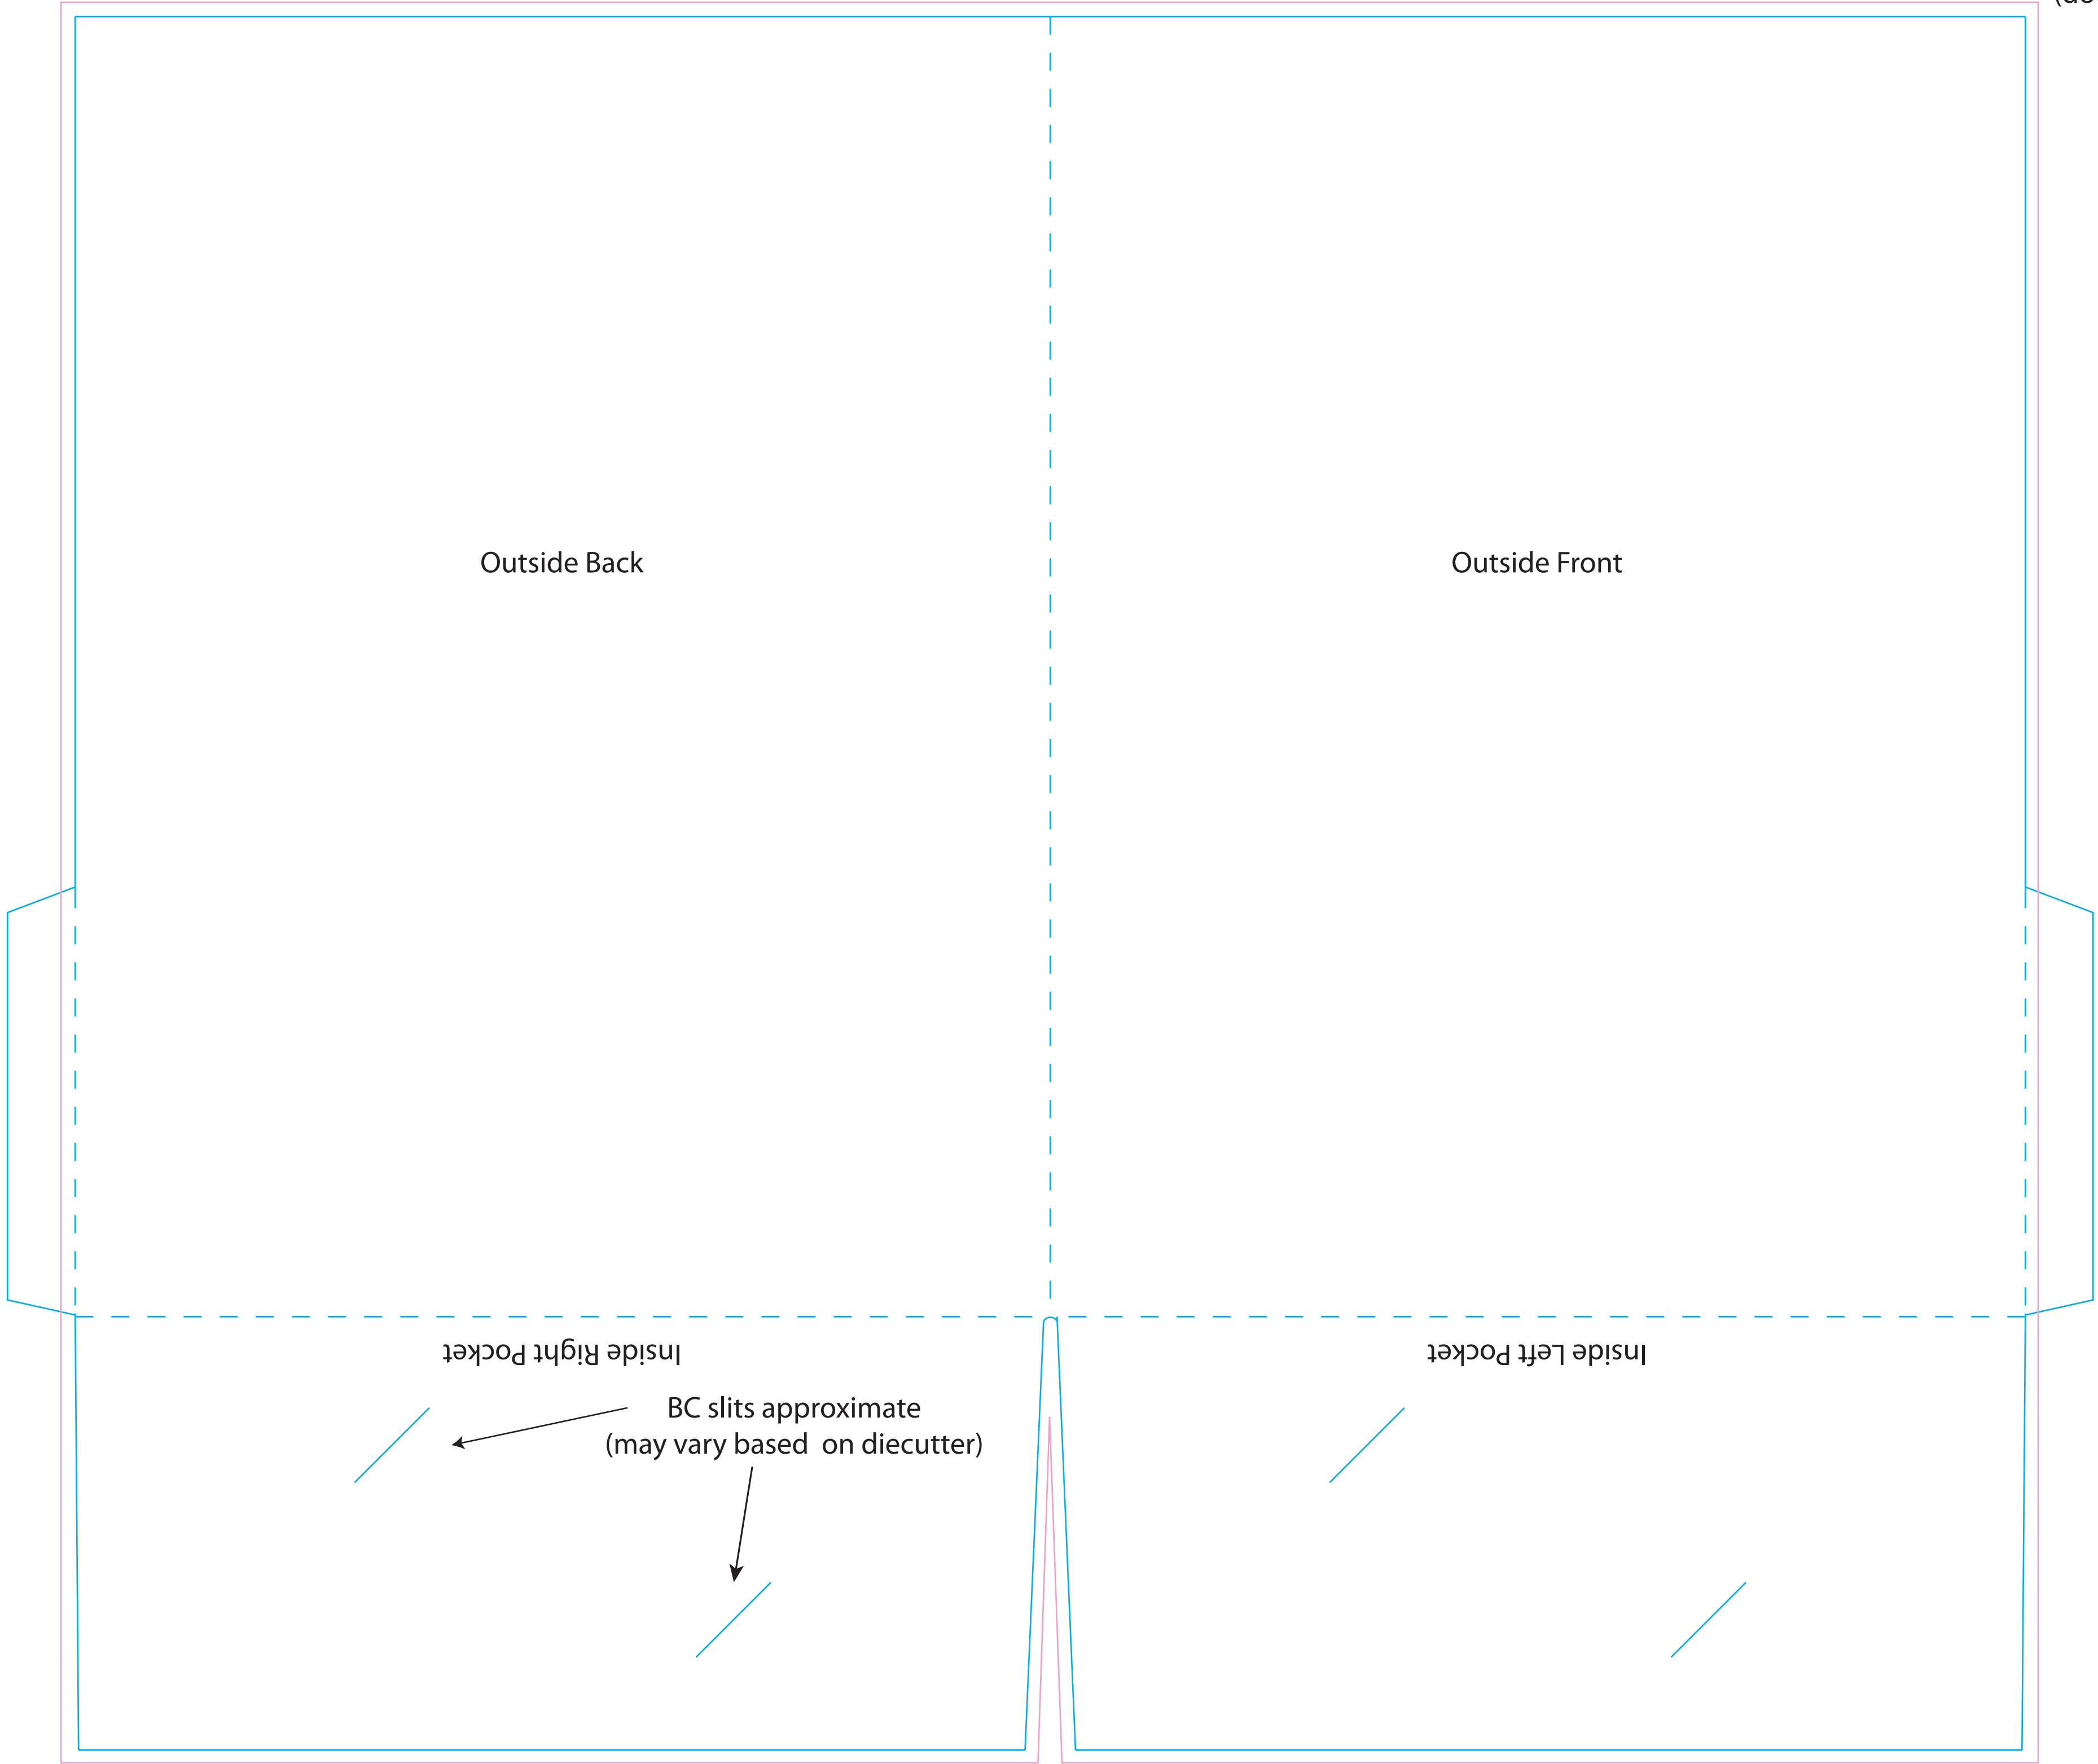 Outside Back
Outside Front
Inside Right Pocket
Inside Left Pocket
BC slits approximate
(may vary based  on diecutter)